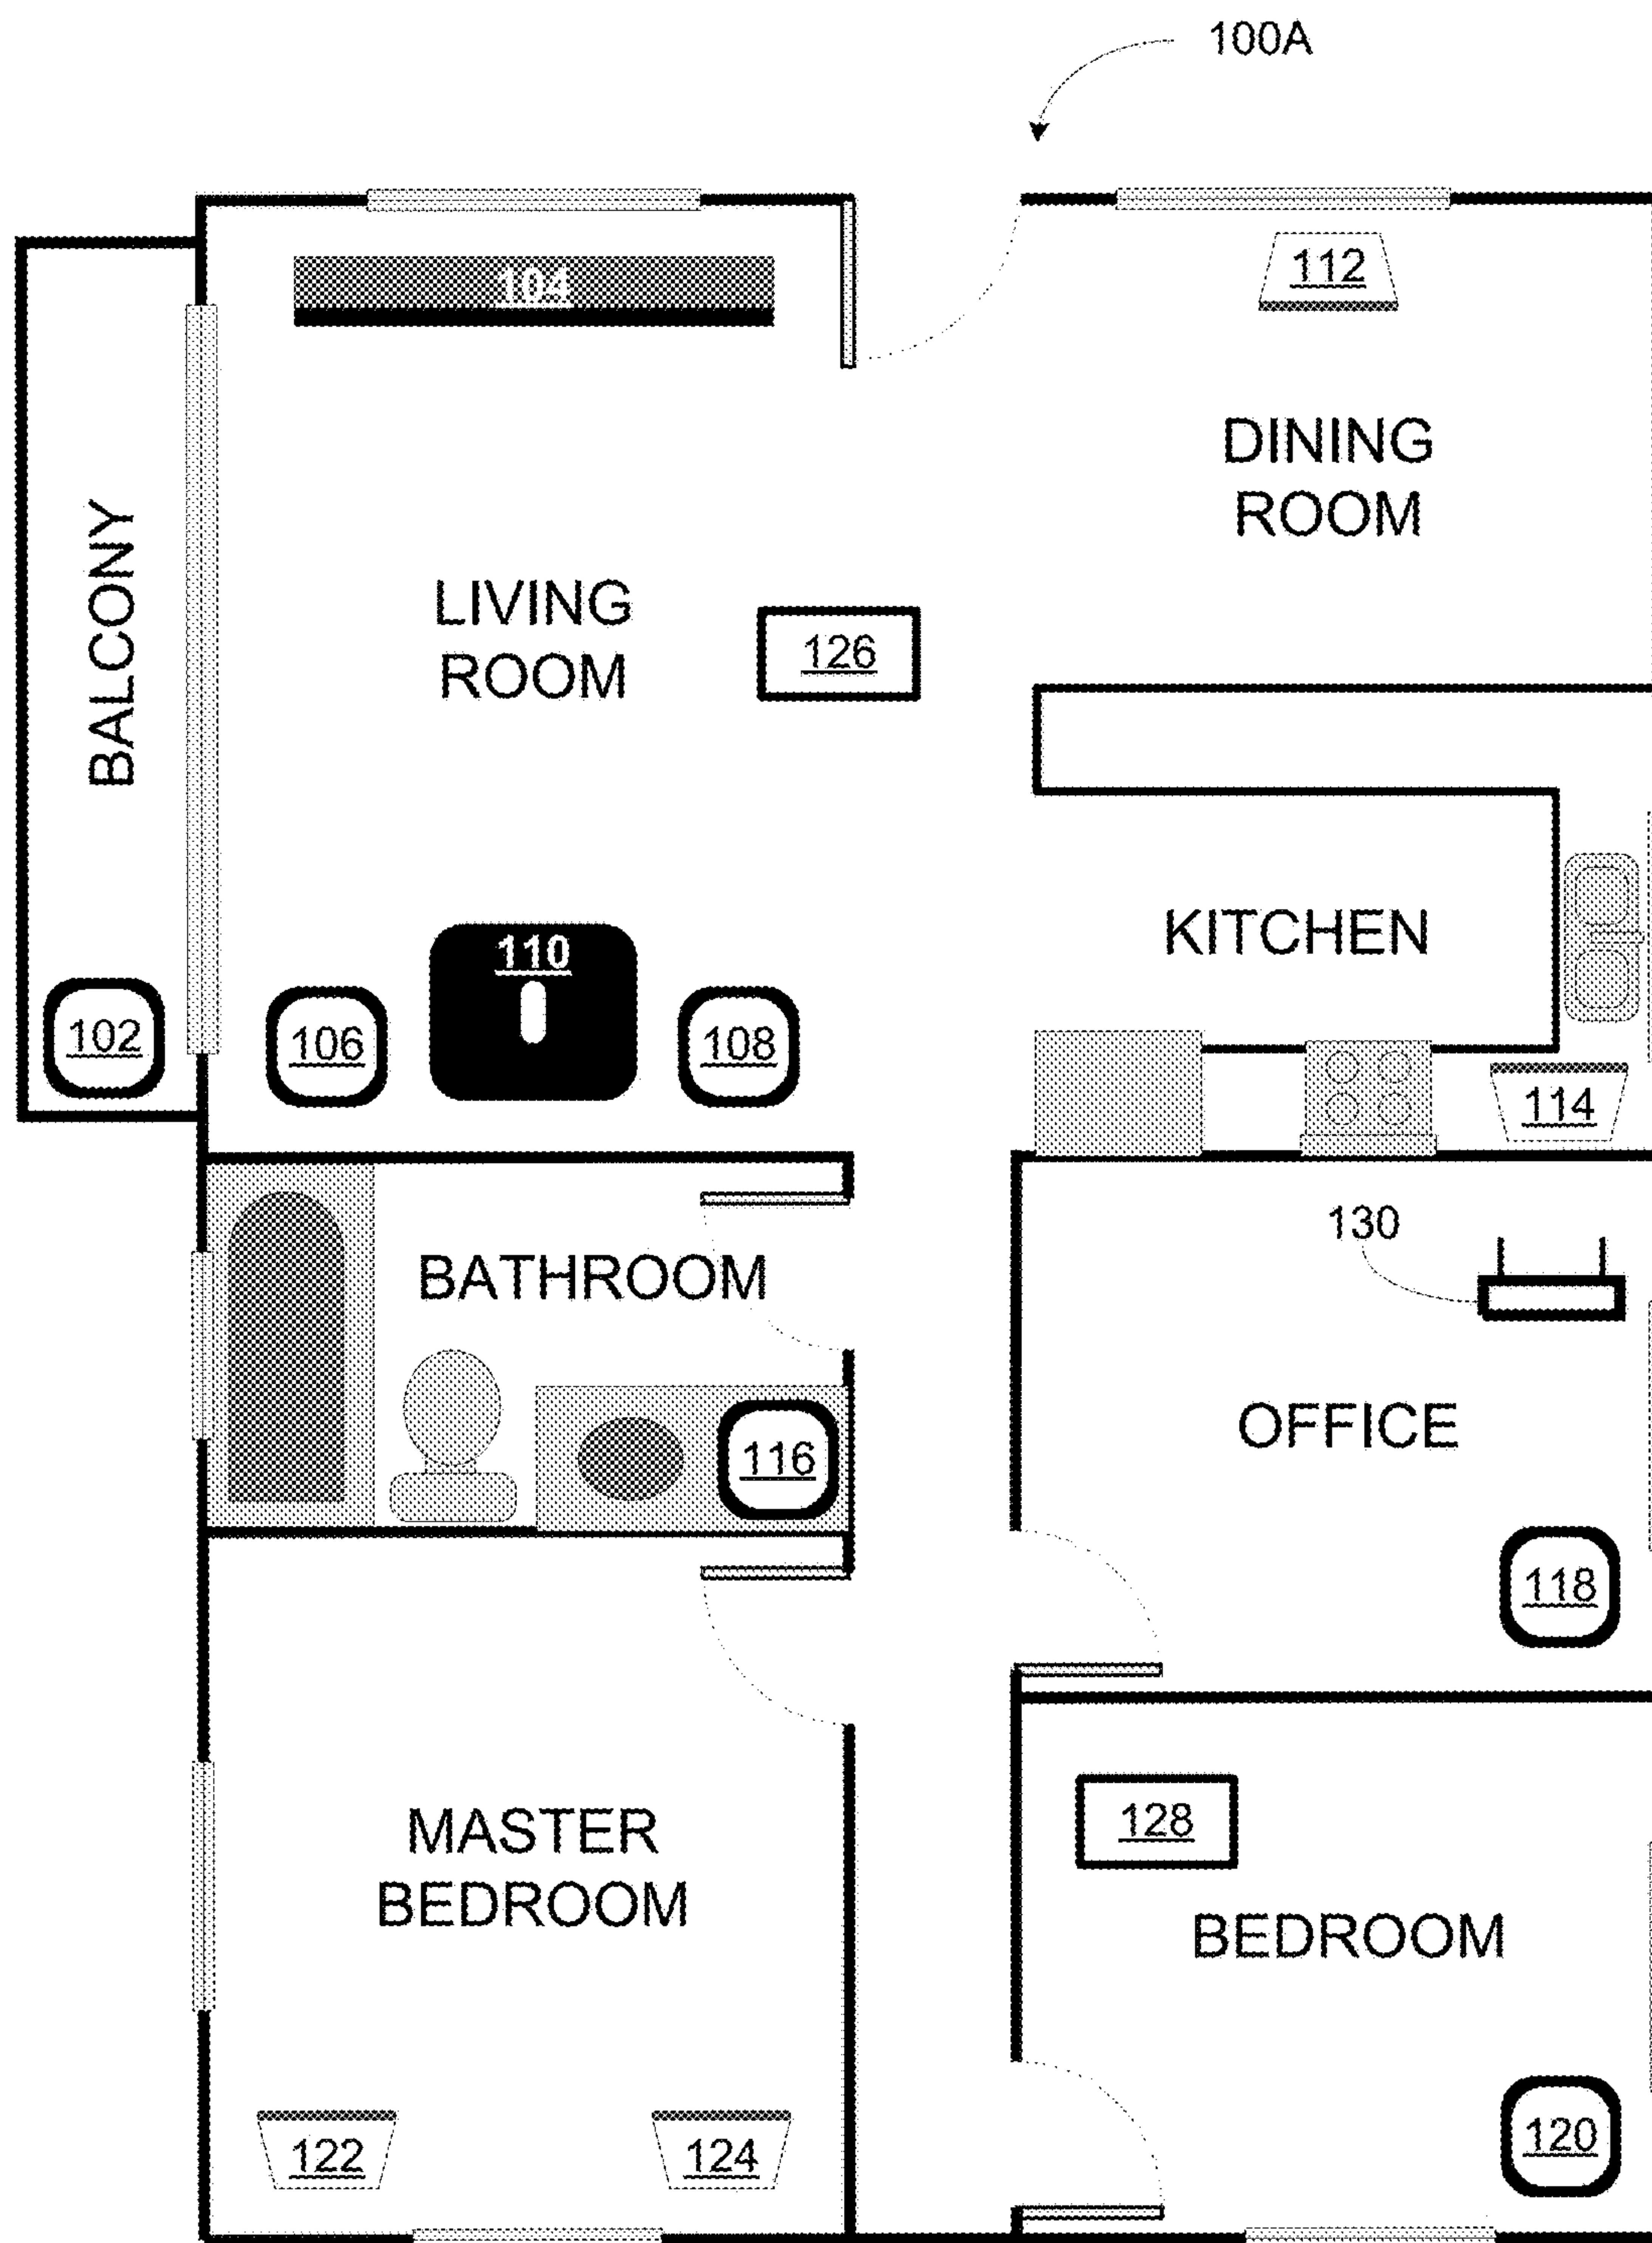 100A
104
112
DINING
ROOM
BALCONY
LIVING
ROOM
126
KITCHEN
110
102
106
108
114
130
BATHROOM
OFFICE
116
118
MASTER
BEDROOM
128
BEDROOM
122
124
120